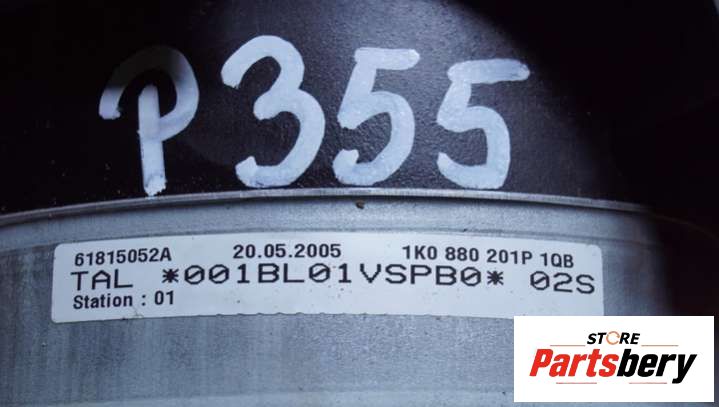 P355
61815052A 20.05.2005 1K0 880 201P 1QB
TAL *001BL01VSPB0* 02S
Station : 01
STORE
Partsbery